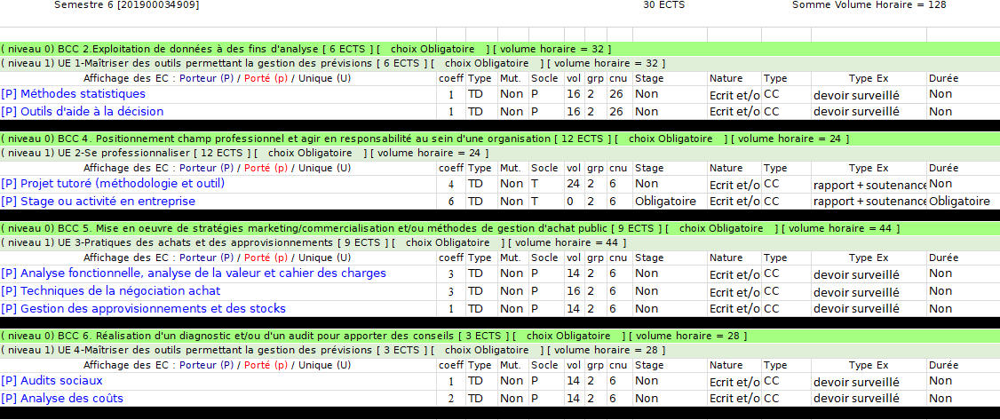 Semestre 6 [201900034909] 30 ECTS Somme Volume Horaire = 128
( niveau 0) BCC 2.Exploitation de données à des fins d'analyse [ 6 ECTS ] [ choix Obligatoire ] [ volume horaire = 32 ]
( niveau 1) UE 1-Maîtriser des outils permettant la gestion des prévisions [ 6 ECTS ] [ choix Obligatoire ] [ volume horaire = 32 ]
Affichage des EC : Porteur (P) / Porté (p) / Unique (U) coeff Type Mut. Socle vol grp cnu Stage Nature Type Type Ex Durée
[P] Méthodes statistiques 1 TD Non P 16 2 26 Non Ecrit et/o CC devoir surveillé Non
[P] Outils d'aide à la décision 1 TD Non P 16 2 26 Non Ecrit et/o CC devoir surveillé Non
( niveau 0) BCC 4. Positionnement champ professionnel et agir en responsabilité au sein d'une organisation [ 12 ECTS ] [ choix Obligatoire ] [ volume horaire = 24 ]
( niveau 1) UE 2-Se professionnaliser [ 12 ECTS ] [ choix Obligatoire ] [ volume horaire = 24 ]
Affichage des EC : Porteur (P) / Porté (p) / Unique (U) coeff Type Mut. Socle vol grp cnu Stage Nature Type Type Ex Durée
[P] Projet tutoré (méthodologie et outil) 4 TD Non T 24 2 6 Non Ecrit et/o CC rapport + soutenance Non
[P] Stage ou activité en entreprise 6 TD Non T 0 2 6 Obligatoire Ecrit et/o CC rapport + soutenance Obligatoire
( niveau 0) BCC 5. Mise en oeuvre de stratégies marketing/commercialisation et/ou méthodes de gestion d'achat public [ 9 ECTS ] [ choix Obligatoire ] [ volume horaire = 44 ]
( niveau 1) UE 3-Pratiques des achats et des approvisionnements [ 9 ECTS ] [ choix Obligatoire ] [ volume horaire = 44 ]
Affichage des EC : Porteur (P) / Porté (p) / Unique (U) coeff Type Mut. Socle vol grp cnu Stage Nature Type Type Ex Durée
[P] Analyse fonctionnelle, analyse de la valeur et cahier des charges 3 TD Non P 14 2 6 Non Ecrit et/o CC devoir surveillé Non
[P] Techniques de la négociation achat 3 TD Non P 16 2 6 Non Ecrit et/o CC devoir surveillé Non
[P] Gestion des approvisionnements et des stocks 1 TD Non P 14 2 6 Non Ecrit et/o CC devoir surveillé Non
( niveau 0) BCC 6. Réalisation d'un diagnostic et/ou d'un audit pour apporter des conseils [ 3 ECTS ] [ choix Obligatoire ] [ volume horaire = 28 ]
( niveau 1) UE 4-Maîtriser des outils permettant la gestion des prévisions [ 3 ECTS ] [ choix Obligatoire ] [ volume horaire = 28 ]
Affichage des EC : Porteur (P) / Porté (p) / Unique (U) coeff Type Mut. Socle vol grp cnu Stage Nature Type Type Ex Durée
[P] Audits sociaux 1 TD Non P 14 2 6 Non Ecrit et/o CC devoir surveillé Non
[P] Analyse des coûts 2 TD Non P 14 2 6 Non Ecrit et/o CC devoir surveillé Non